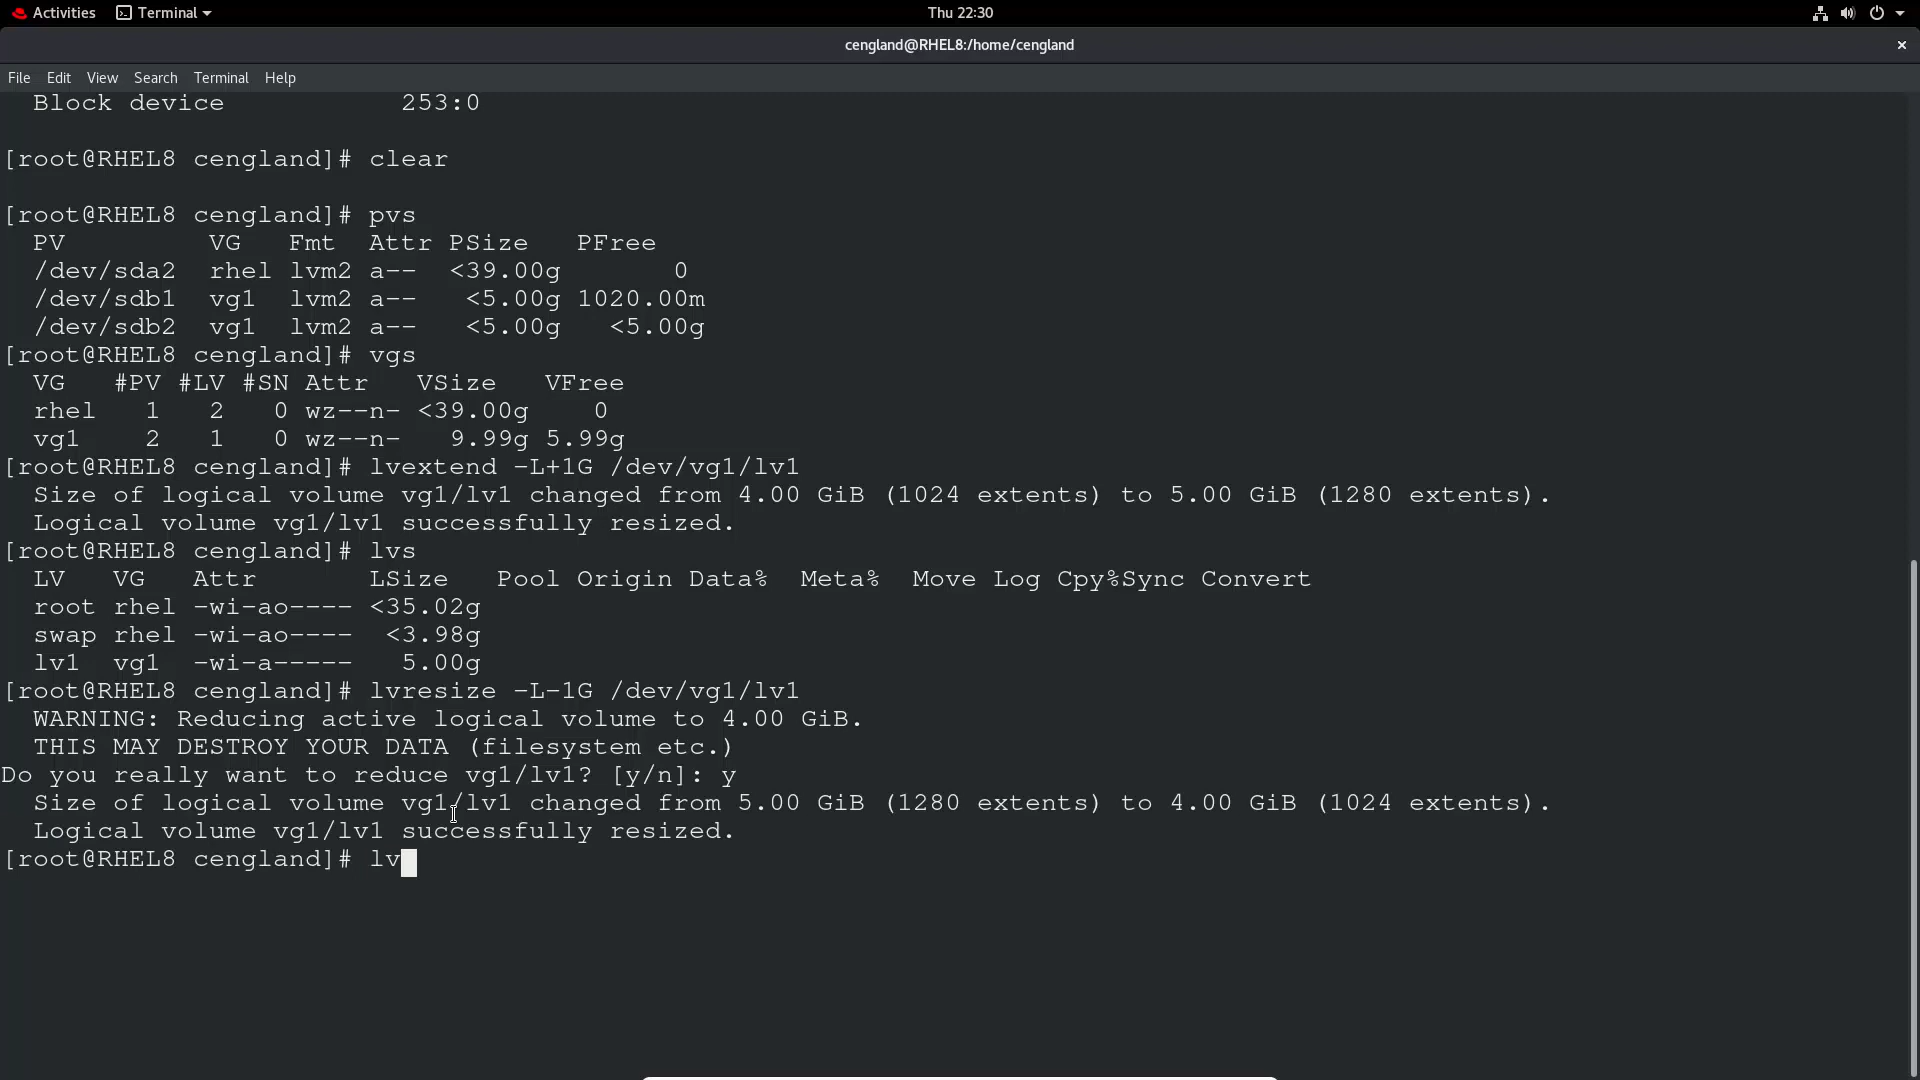 Activities Terminal Thu 22:30
cengland@RHEL8:/home/cengland ×
File Edit View Search Terminal Help
Block device 253:0
[root@RHEL8 cengland]# clear
[root@RHEL8 cengland]# pvs
PV VG Fmt Attr PSize PFree
/dev/sda2 rhel lvm2 a-- <39.00g 0
/dev/sdb1 vg1 lvm2 a-- <5.00g 1020.00m
/dev/sdb2 vg1 lvm2 a-- <5.00g <5.00g
[root@RHEL8 cengland]# vgs
VG #PV #LV #SN Attr VSize VFree
rhel 1 2 0 wz--n- <39.00g 0
vg1 2 1 0 wz--n- 9.99g 5.99g
[root@RHEL8 cengland]# lvextend -L+1G /dev/vg1/lv1
Size of logical volume vg1/lv1 changed from 4.00 GiB (1024 extents) to 5.00 GiB (1280 extents).
Logical volume vg1/lv1 successfully resized.
[root@RHEL8 cengland]# lvs
LV VG Attr LSize Pool Origin Data% Meta% Move Log Cpy%Sync Convert
root rhel -wi-ao---- <35.02g
swap rhel -wi-ao---- <3.98g
lv1 vg1 -wi-a----- 5.00g
[root@RHEL8 cengland]# lvresize -L-1G /dev/vg1/lv1
WARNING: Reducing active logical volume to 4.00 GiB.
THIS MAY DESTROY YOUR DATA (filesystem etc.)
Do you really want to reduce vg1/lv1? [y/n]: y
Size of logical volume vg1/lv1 changed from 5.00 GiB (1280 extents) to 4.00 GiB (1024 extents).
Logical volume vg1/lv1 successfully resized.
[root@RHEL8 cengland]# lv